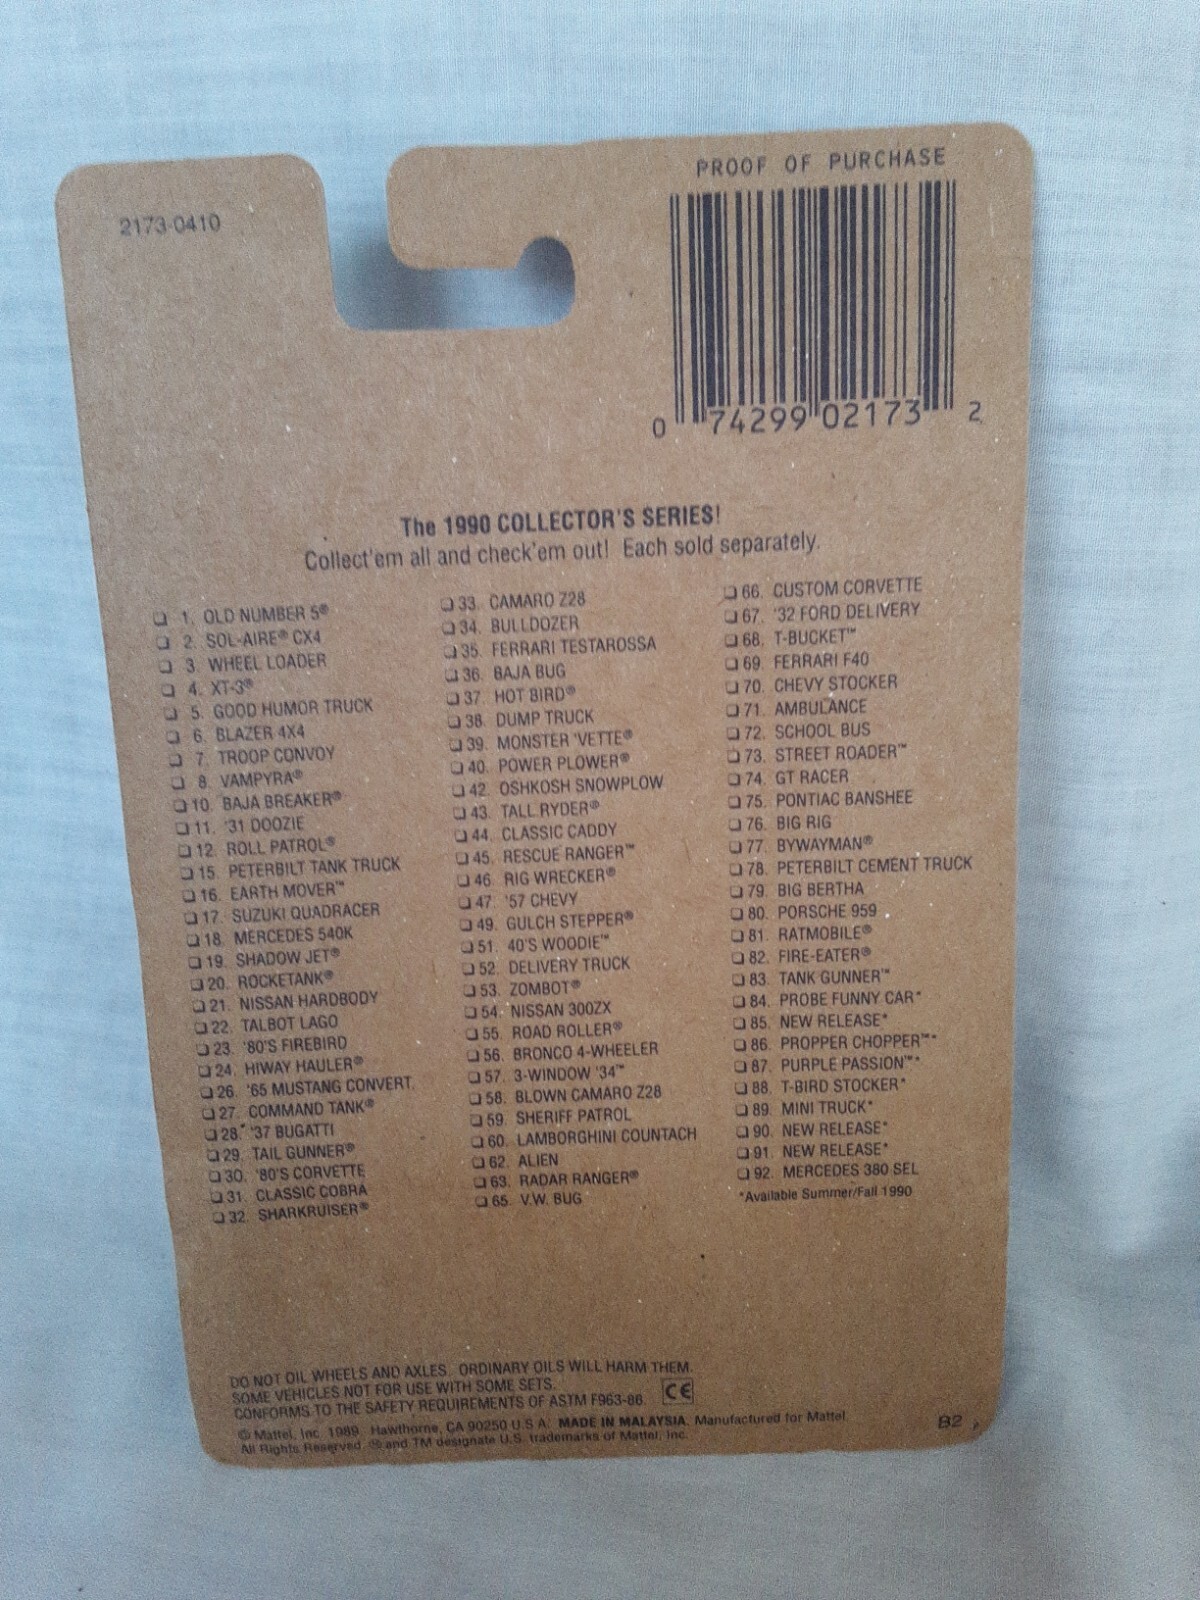 2173-0410
PROOF OF PURCHASE
0 74299 02173 2
The 1990 COLLECTOR'S SERIES!
Collect'em all and check'em out! Each sold separately.
❑ 1. OLD NUMBER 5®
❑ 2. SOL-AIRE® CX4
❑ 3. WHEEL LOADER
❑ 4. XT-3®
❑ 5. GOOD HUMOR TRUCK
❑ 6. BLAZER 4X4
❑ 7. TROOP CONVOY
❑ 8. VAMPYRA®
❑ 10. BAJA BREAKER®
❑ 11. '31 DOOZIE
❑ 12. ROLL PATROL®
❑ 15. PETERBILT TANK TRUCK
❑ 16. EARTH MOVER™
❑ 17. SUZUKI QUADRACER
❑ 18. MERCEDES 540K
❑ 19. SHADOW JET®
❑ 20. ROCKETANK®
❑ 21. NISSAN HARDBODY
❑ 22. TALBOT LAGO
❑ 23. '80'S FIREBIRD
❑ 24. HIWAY HAULER®
❑ 26. '65 MUSTANG CONVERT.
❑ 27. COMMAND TANK®
❑ 28. '37 BUGATTI
❑ 29. TAIL GUNNER®
❑ 30. '80'S CORVETTE
❑ 31. CLASSIC COBRA
❑ 32. SHARKRUISER®
❑ 33. CAMARO Z28
❑ 34. BULLDOZER
❑ 35. FERRARI TESTAROSSA
❑ 36. BAJA BUG
❑ 37. HOT BIRD®
❑ 38. DUMP TRUCK
❑ 39. MONSTER 'VETTE®
❑ 40. POWER PLOWER®
❑ 42. OSHKOSH SNOWPLOW
❑ 43. TALL RYDER®
❑ 44. CLASSIC CADDY
❑ 45. RESCUE RANGER™
❑ 46. RIG WRECKER®
❑ 47. '57 CHEVY
❑ 49. GULCH STEPPER®
❑ 51. 40'S WOODIE™
❑ 52. DELIVERY TRUCK
❑ 53. ZOMBOT®
❑ 54. NISSAN 300ZX
❑ 55. ROAD ROLLER®
❑ 56. BRONCO 4-WHEELER
❑ 57. 3-WINDOW '34™
❑ 58. BLOWN CAMARO Z28
❑ 59. SHERIFF PATROL
❑ 60. LAMBORGHINI COUNTACH
❑ 62. ALIEN
❑ 63. RADAR RANGER®
❑ 65. V.W. BUG
❑ 66. CUSTOM CORVETTE
❑ 67. '32 FORD DELIVERY
❑ 68. T-BUCKET™
❑ 69. FERRARI F40
❑ 70. CHEVY STOCKER
❑ 71. AMBULANCE
❑ 72. SCHOOL BUS
❑ 73. STREET ROADER™
❑ 74. GT RACER
❑ 75. PONTIAC BANSHEE
❑ 76. BIG RIG
❑ 77. BYWAYMAN®
❑ 78. PETERBILT CEMENT TRUCK
❑ 79. BIG BERTHA
❑ 80. PORSCHE 959
❑ 81. RATMOBILE®
❑ 82. FIRE-EATER®
❑ 83. TANK GUNNER™
❑ 84. PROBE FUNNY CAR*
❑ 85. NEW RELEASE*
❑ 86. PROPPER CHOPPER™*
❑ 87. PURPLE PASSION™*
❑ 88. T-BIRD STOCKER*
❑ 89. MINI TRUCK*
❑ 90. NEW RELEASE*
❑ 91. NEW RELEASE*
❑ 92. MERCEDES 380 SEL
*Available Summer/Fall 1990
DO NOT OIL WHEELS AND AXLES. ORDINARY OILS WILL HARM THEM.
SOME VEHICLES NOT FOR USE WITH SOME SETS.
CONFORMS TO THE SAFETY REQUIREMENTS OF ASTM F963-86. CE
© Mattel, Inc. 1989. Hawthorne, CA 90250 U.S.A. MADE IN MALAYSIA. Manufactured for Mattel.
All Rights Reserved. ® and TM designate U.S. trademarks of Mattel, Inc.
B2